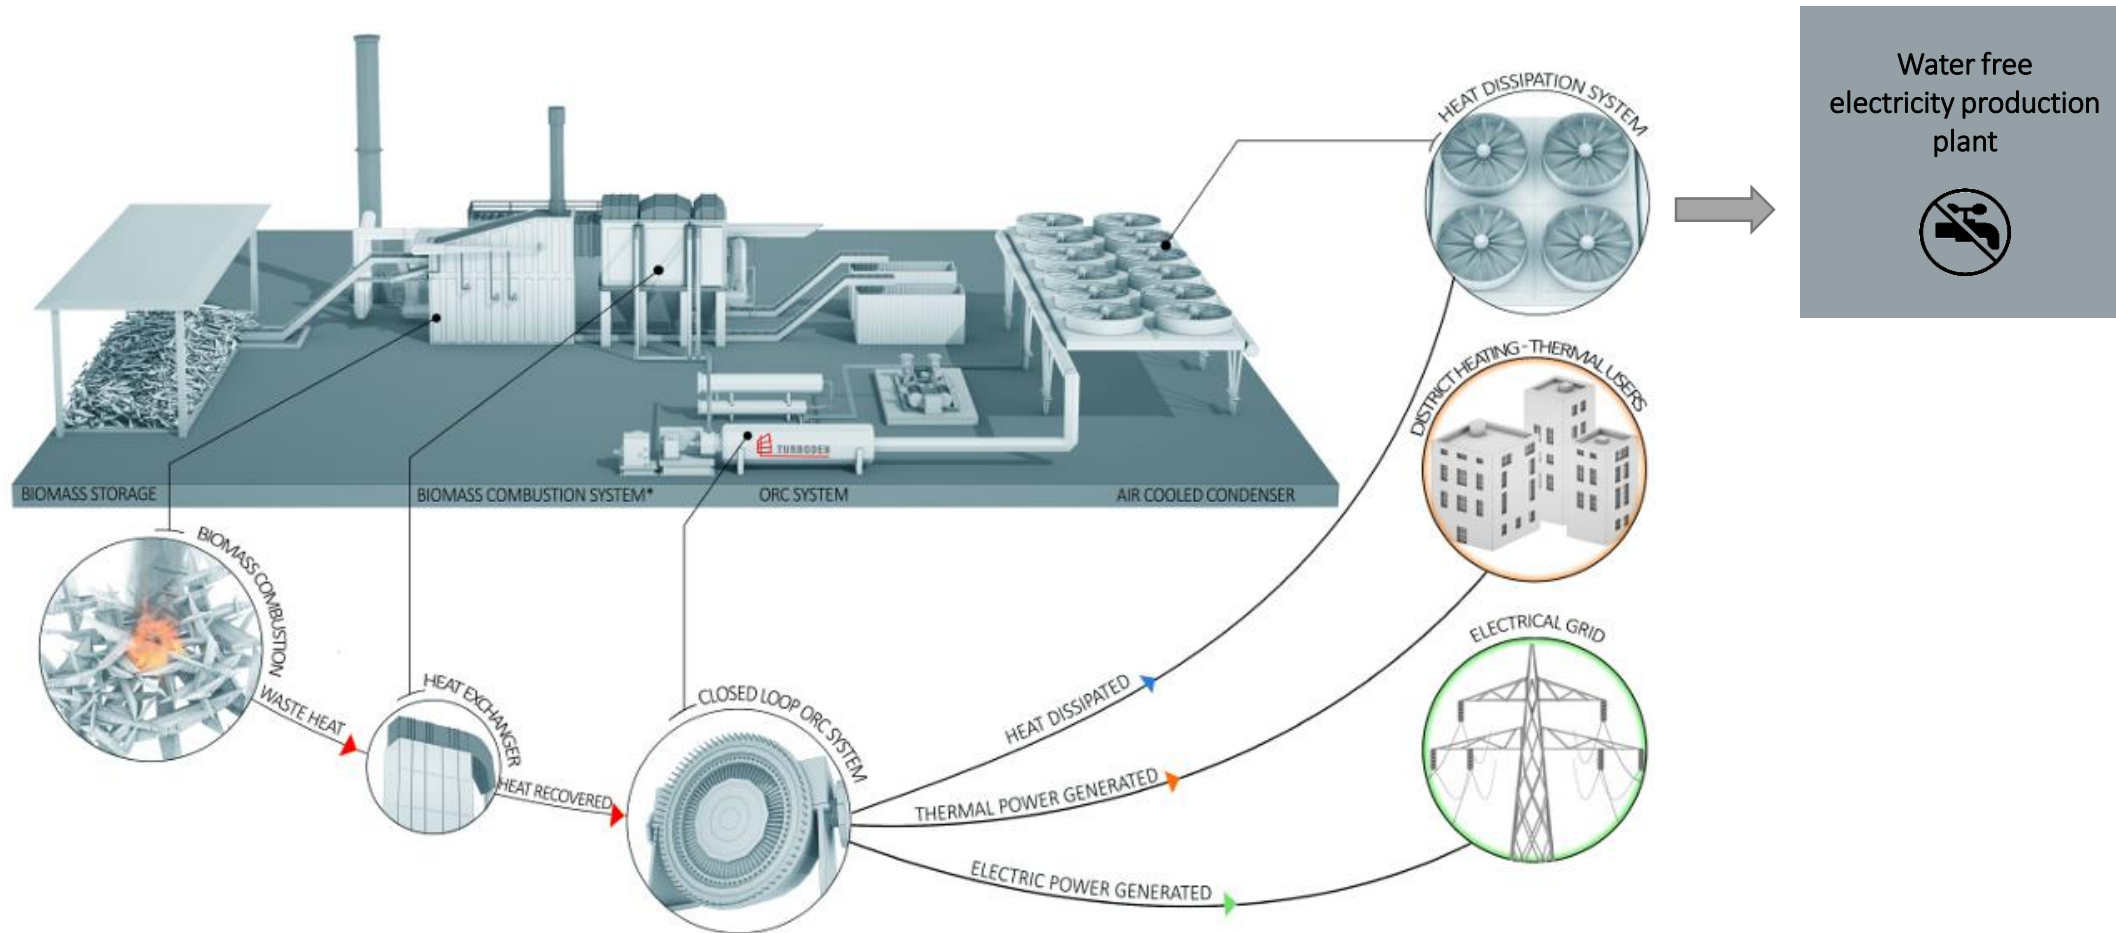 Water free
electricity production
plant
HEAT DISSIPATION SYSTEM
DISTRICT HEATING - THERMAL USERS
TURBODEN
BIOMASS STORAGE
BIOMASS COMBUSTION SYSTEM*
ORC SYSTEM
AIR COOLED CONDENSER
BIOMASS COMBUSTION
WASTE HEAT
HEAT EXCHANGER
HEAT RECOVERED
CLOSED LOOP ORC SYSTEM
HEAT DISSIPATED
THERMAL POWER GENERATED
ELECTRIC POWER GENERATED
ELECTRICAL GRID